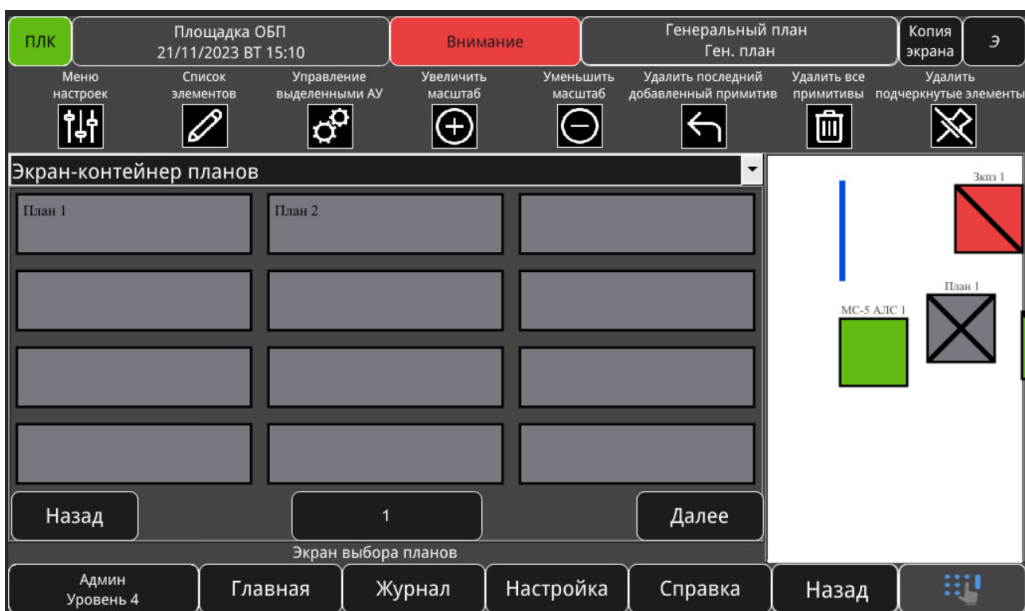 ПЛК
Площадка ОБП
21/11/2023 ВТ 15:10
Внимание
Генеральный план
Ген. план
Копия
экрана
Э
Меню
настроек
Список
элементов
Управление
выделенными АУ
Увеличить
масштаб
Уменьшить
масштаб
Удалить последний
добавленный примитив
Удалить все
примитивы
Удалить
подчеркнутые элементы
Экран-контейнер планов
План 1
План 2
Зкпз 1
План 1
МС-5 АЛС 1
Назад
1
Далее
Экран выбора планов
Админ
Уровень 4
Главная
Журнал
Настройка
Справка
Назад